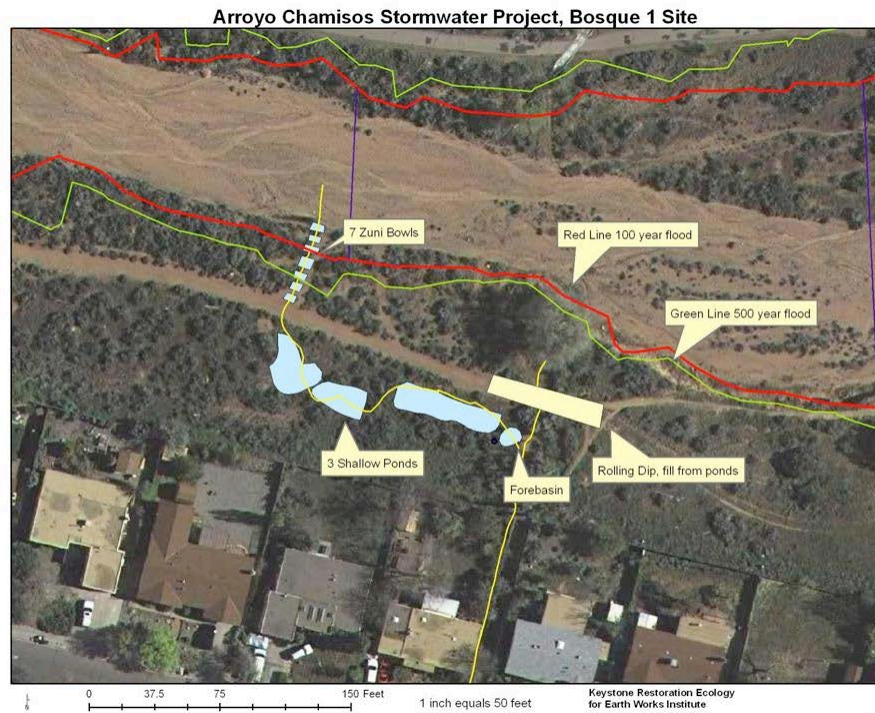 Arroyo Chamisos Stormwater Project, Bosque 1 Site
7 Zuni Bowls
Red Line 100 year flood
Green Line 500 year flood
3 Shallow Ponds
Forebasin
Rolling Dip, fill from ponds
0 37.5 75 150 Feet
1 inch equals 50 feet
Keystone Restoration Ecology
for Earth Works Institute